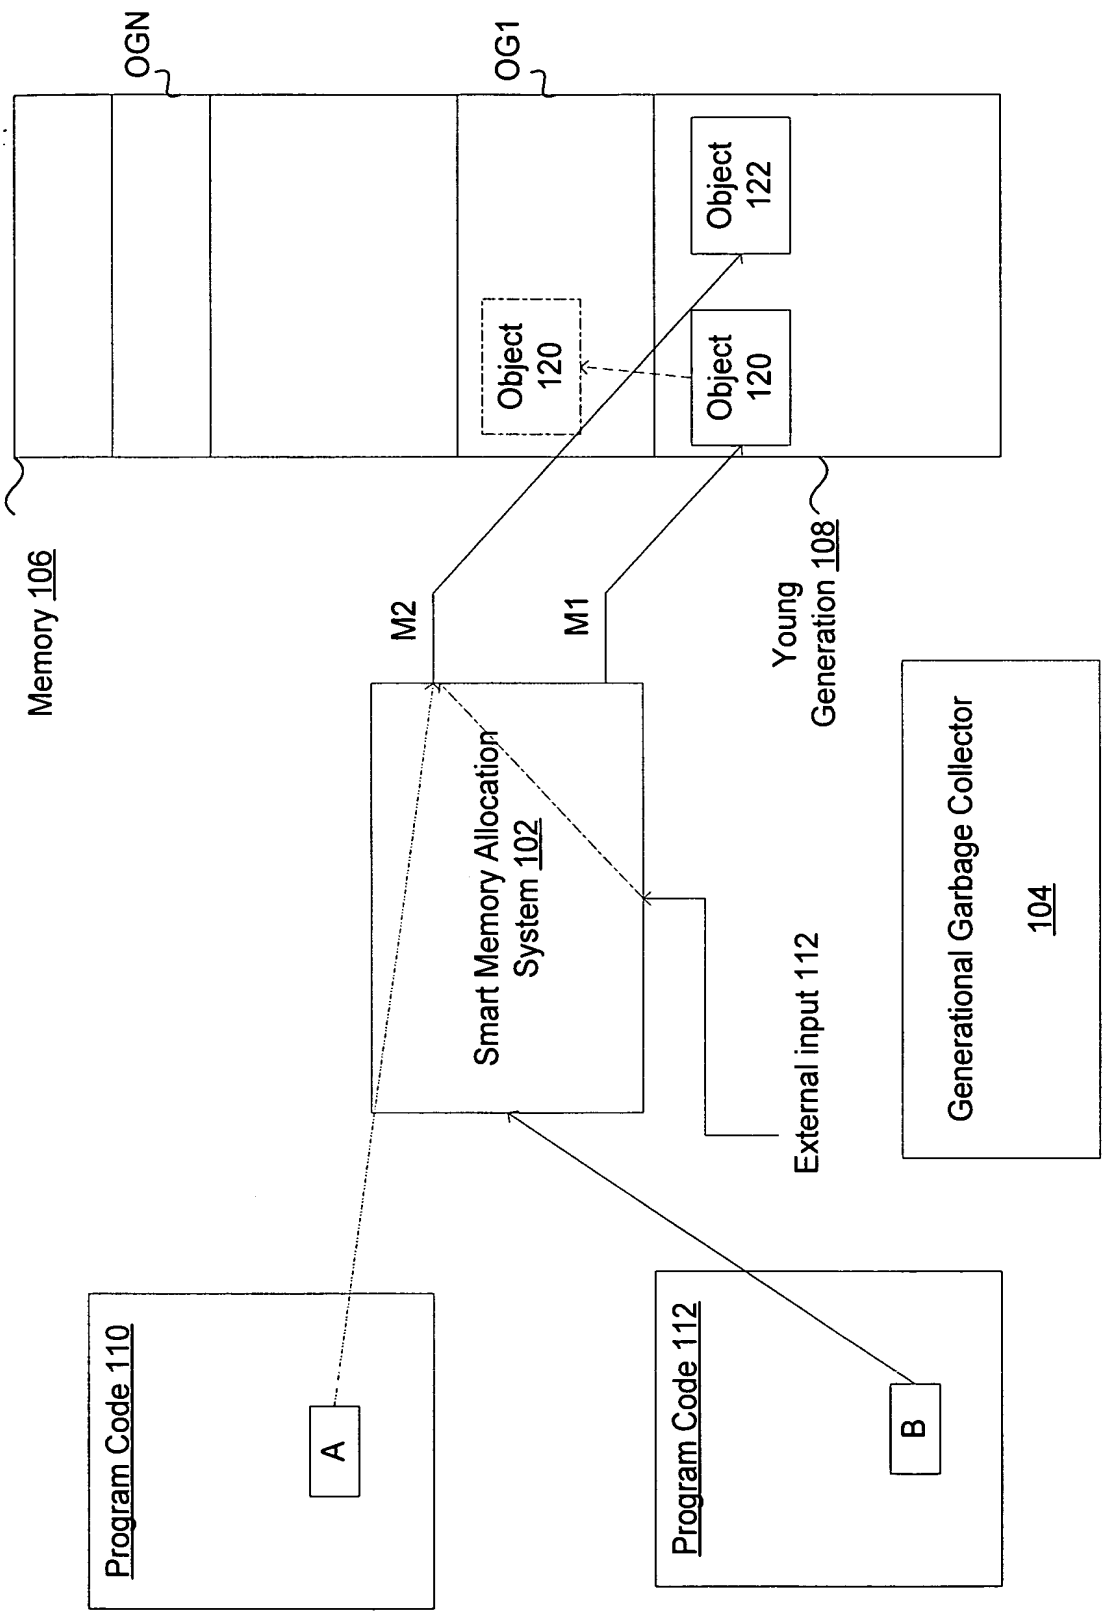 Program Code 110
A
Program Code 112
B
Smart Memory Allocation
System 102
External input 112
Generational Garbage Collector
104
M2
M1
Memory 106
Young
Generation 108
OGN
OG1
Object
120
Object
120
Object
122